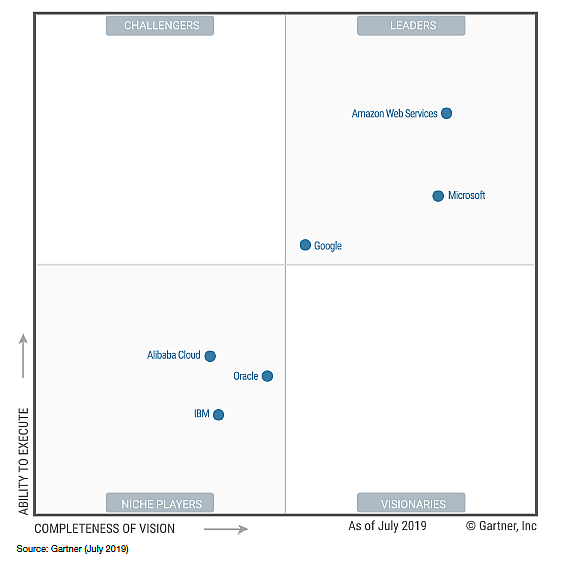 CHALLENGERS
LEADERS
Amazon Web Services
Microsoft
Google
Alibaba Cloud
Oracle
IBM
ABILITY TO EXECUTE
NICHE PLAYERS
VISIONARIES
COMPLETENESS OF VISION
As of July 2019
© Gartner, Inc
Source: Gartner (July 2019)